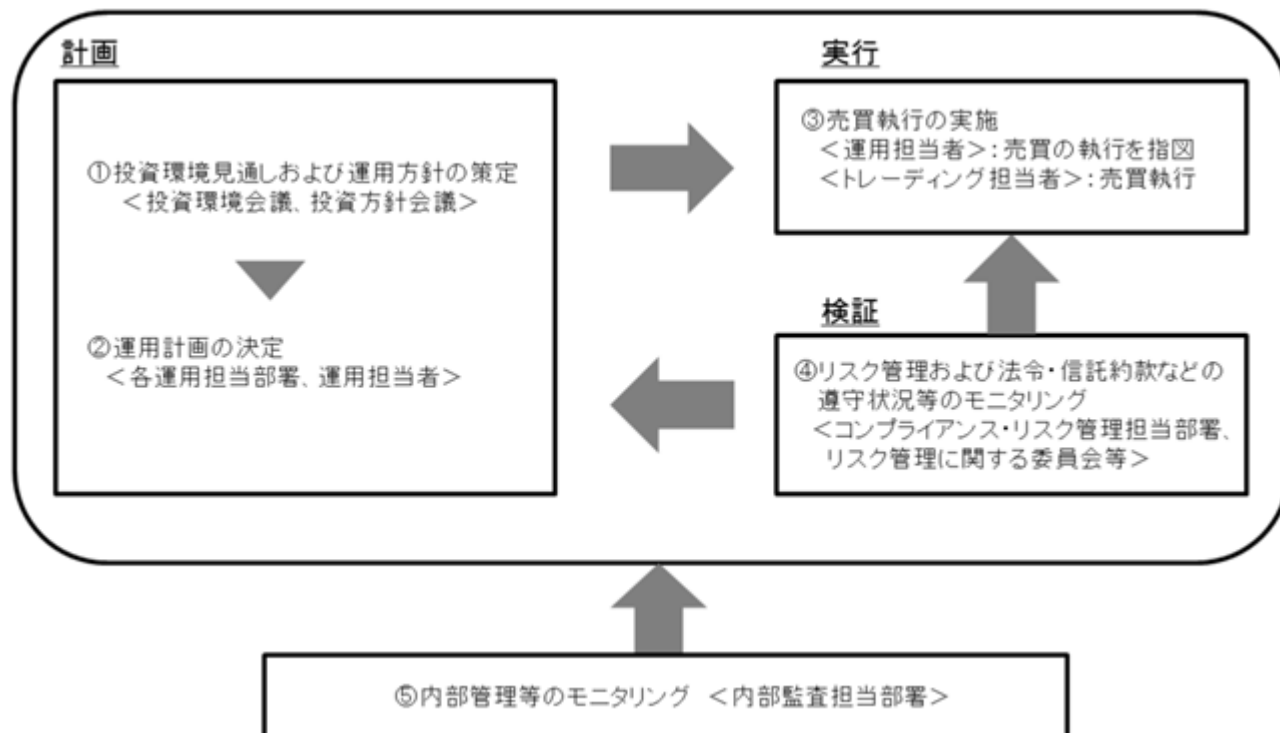 計画
①投資環境見通しおよび運用方針の策定
＜投資環境会議、投資方針会議＞
②運用計画の決定
＜各運用担当部署、運用担当者＞
実行
③売買執行の実施
＜運用担当者＞：売買の執行を指図
＜トレーディング担当者＞：売買執行
検証
④リスク管理および法令・信託約款などの
遵守状況等のモニタリング
＜コンプライアンス・リスク管理担当部署、
リスク管理に関する委員会等＞
⑤内部管理等のモニタリング ＜内部監査担当部署＞